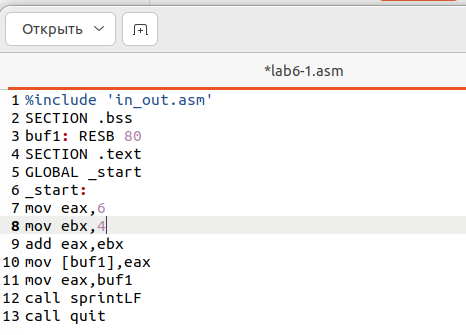 Открыть
*lab6-1.asm
1 %include 'in_out.asm'
2 SECTION .bss
3 buf1: RESB 80
4 SECTION .text
5 GLOBAL _start
6 _start:
7 mov eax,6
8 mov ebx,4
9 add eax,ebx
10 mov [buf1],eax
11 mov eax,buf1
12 call sprintLF
13 call quit